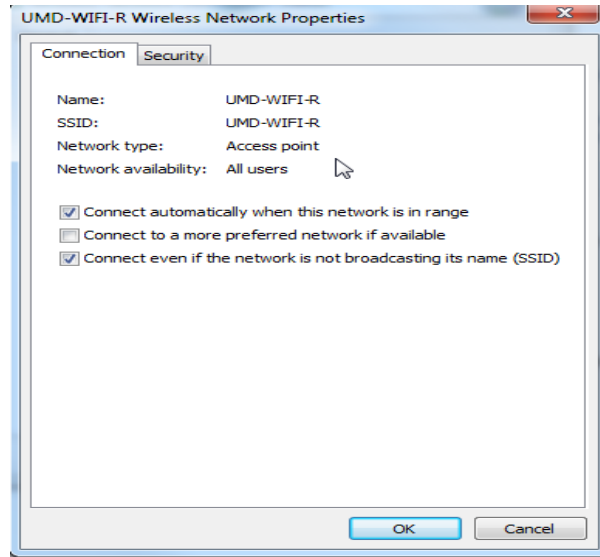 UMD-WIFI-R Wireless Network Properties
Connection Security
Name: UMD-WIFI-R
SSID: UMD-WIFI-R
Network type: Access point
Network availability: All users
Connect automatically when this network is in range
Connect to a more preferred network if available
Connect even if the network is not broadcasting its name (SSID)
OK Cancel